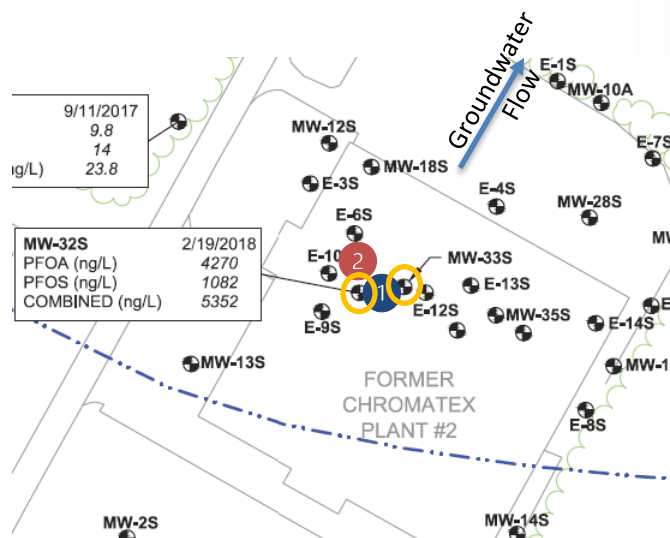 Groundwater
Flow
E-1S
MW-10A
9/11/2017
9.8
14
g/L) 23.8
MW-12S
E-7S
MW-18S
E-3S
E-4S
MW-28S
E-6S
MW-32S 2/19/2018
PFOA (ng/L) 4270
PFOS (ng/L) 1082
COMBINED (ng/L) 5352
E-10
2
MW-33S
1
E-13S
E-12S
E-9S
MW-35S
E-14S
MW-13S
MW-1
FORMER
CHROMATEX
PLANT #2
E-8S
MW-2S
MW-14S